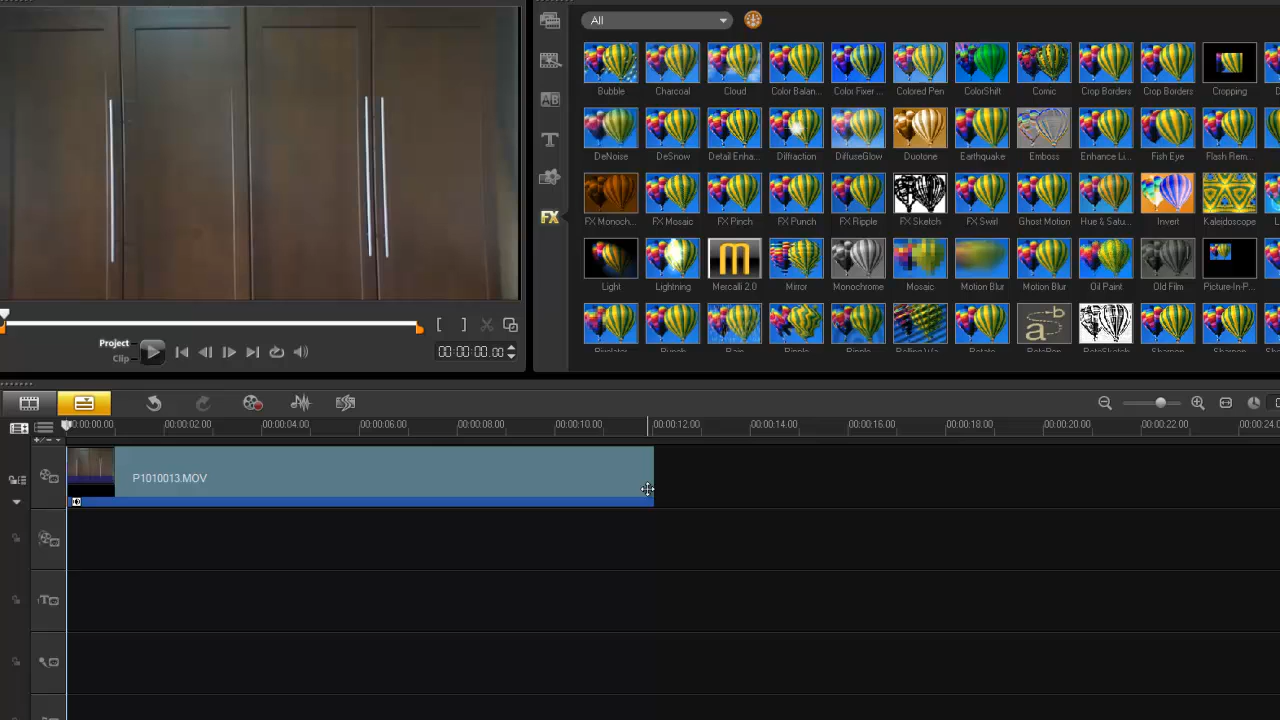 All
Bubble Charcoal Cloud Color Balan... Color Fixer ... Colored Pen ColorShift Comic Crop Borders Crop Borders Cropping
AB
DeNoise DeSnow Detail Enha... Diffraction DiffuseGlow Duotone Earthquake Emboss Enhance Li... Fish Eye Flash Rem...
T
FX
FX Monoch... FX Mosaic FX Pinch FX Punch FX Ripple FX Sketch FX Swirl Ghost Motion Hue & Satu... Invert Kaleidoscope
Light Lightning Mercalli 2.0 Mirror Monochrome Mosaic Motion Blur Motion Blur Oil Paint Old Film Picture-In-P...
Project
Clip
00:00:00.00
00:00:00.00 00:00:02.00 00:00:04.00 00:00:06.00 00:00:08.00 00:00:10.00 00:00:12.00 00:00:14.00 00:00:16.00 00:00:18.00 00:00:20.00 00:00:22.00
P1010013.MOV